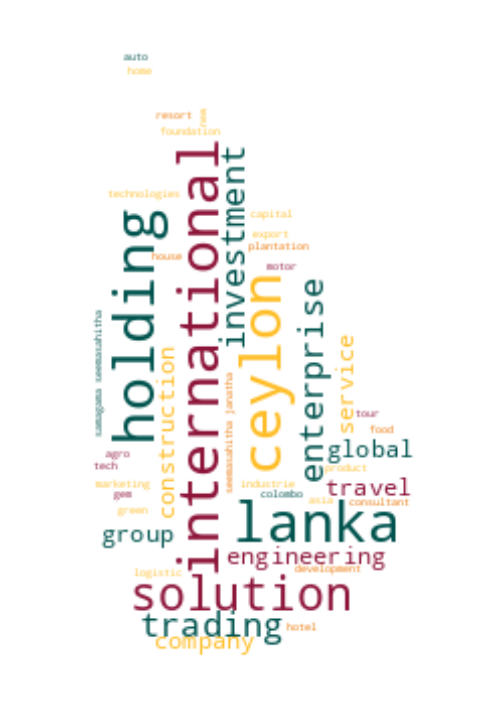 auto
home
resort
new
foundation
international
investment
technologies
holding
capital
export
plantation
house
motor
ceylon
enterprise
samagama seemasahitha
construction
service
seemasahitha janatha
tour
food
global
agro
tech
product
marketing
industrie
travel
gem
colombo
asia
consultant
green
lanka
group
engineering
development
logistic
solution
trading
hotel
company